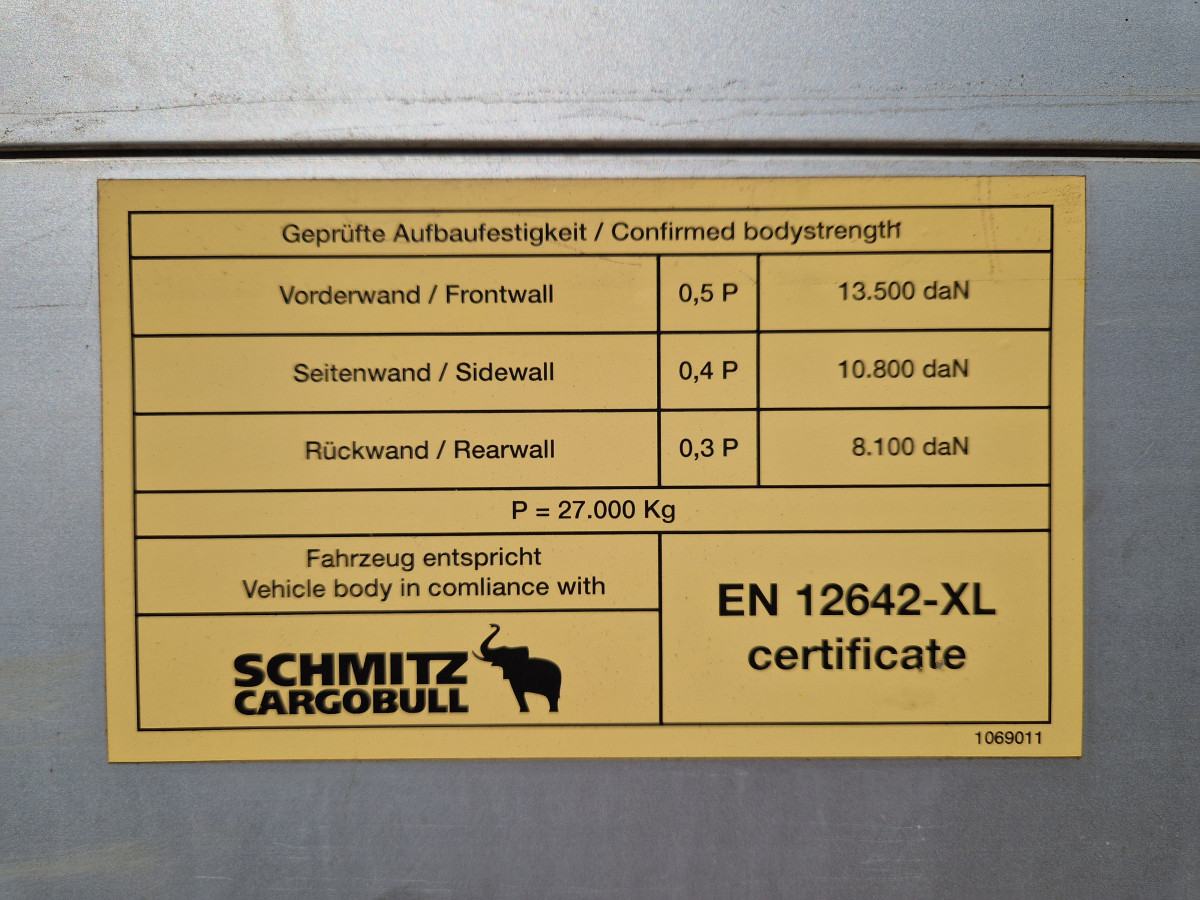 Geprüfte Aufbaufestigkeit / Confirmed bodystrength
Vorderwand / Frontwall 0,5 P 13.500 daN
Seitenwand / Sidewall 0,4 P 10.800 daN
Rückwand / Rearwall 0,3 P 8.100 daN
P = 27.000 Kg
Fahrzeug entspricht
Vehicle body in comliance with
SCHMITZ
CARGOBULL
EN 12642-XL
certificate
1069011